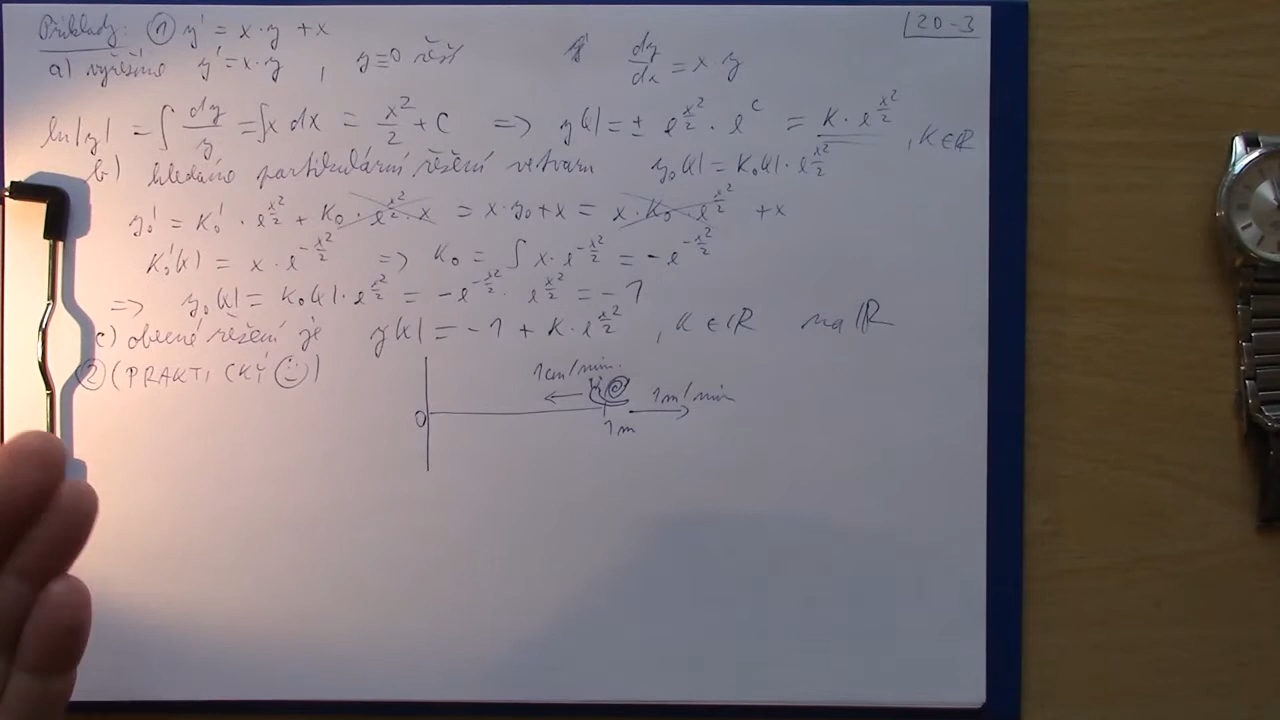 Příklady: ① y' = x·y + x
20-3
a) vyřešíme y' = x·y , y≡0 řeší dy/dx = x·y
ln|y| = ∫ dy/y = ∫x dx = x²/2 + C ⇒ y(x) = ± e^(x²/2) · e^C = K · e^(x²/2) , K∈ℝ
b) hledáme partikulární řešení ve tvaru y₀(x) = K₀(x) · e^(x²/2)
y₀' = K₀' · e^(x²/2) + K₀ · e^(x²/2) · x = x·y₀ + x = x · K₀ · e^(x²/2) + x
K₀'(x) = x · e^(-x²/2) ⇒ K₀ = ∫ x · e^(-x²/2) = - e^(-x²/2)
⇒ y₀(x) = K₀(x) · e^(x²/2) = - e^(-x²/2) · e^(x²/2) = -1
c) obecné řešení je y(x) = -1 + K · e^(x²/2) , K∈ℝ na ℝ
② (PRAKTICKÝ ☺)
1cm/min.
1m/min
0
1m